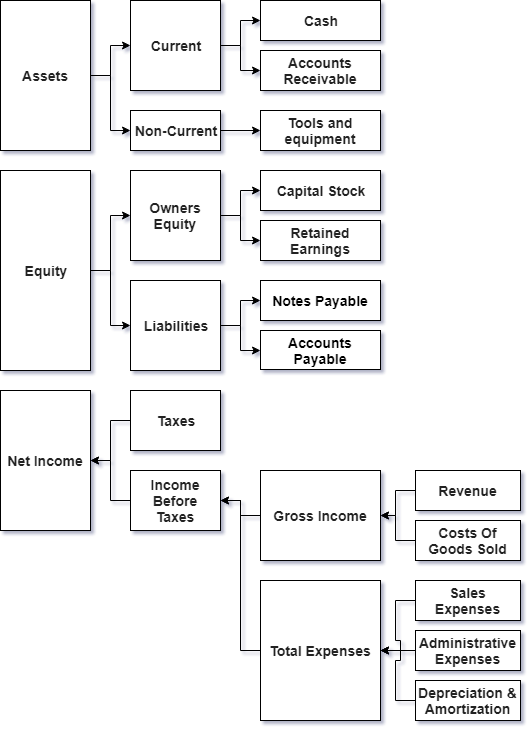 Assets
Current
Cash
Accounts
Receivable
Non-Current
Tools and
equipment
Equity
Owners
Equity
Capital Stock
Retained
Earnings
Liabilities
Notes Payable
Accounts
Payable
Net Income
Taxes
Income
Before
Taxes
Gross Income
Revenue
Costs Of
Goods Sold
Total Expenses
Sales
Expenses
Administrative
Expenses
Depreciation &
Amortization